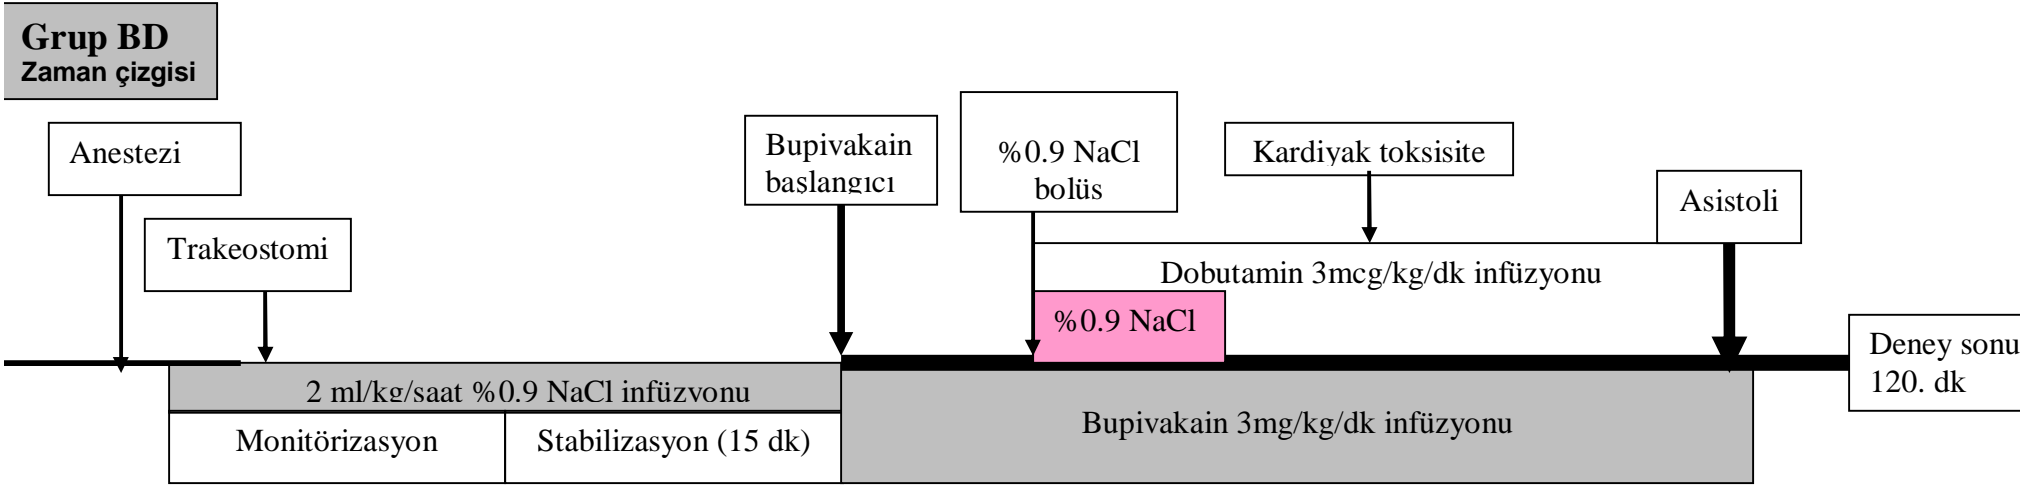 Grup BD
Zaman çizgisi
Anestezi
Trakeostomi
Bupivakain
başlangıcı
%0.9 NaCl
bolüs
Kardiyak toksisite
Asistoli
Dobutamin 3mcg/kg/dk infüzyonu
%0.9 NaCl
Deney sonu
120. dk
2 ml/kg/saat %0.9 NaCl infüzyonu
Monitörizasyon
Stabilizasyon (15 dk)
Bupivakain 3mg/kg/dk infüzyonu